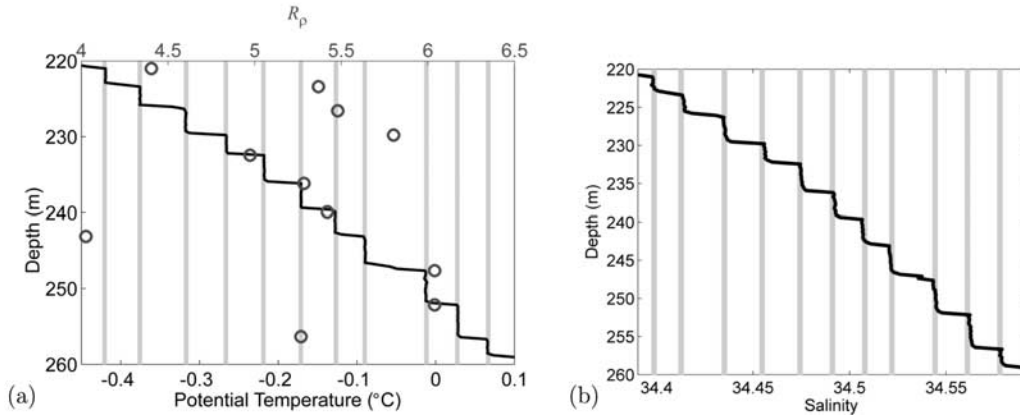 R_ρ
4 4.5 5 5.5 6 6.5
220
230
240
250
260
Depth (m)
-0.4 -0.3 -0.2 -0.1 0 0.1
Potential Temperature (°C)
(a)
220
225
230
235
240
245
250
255
260
Depth (m)
34.4 34.45 34.5 34.55
Salinity
(b)